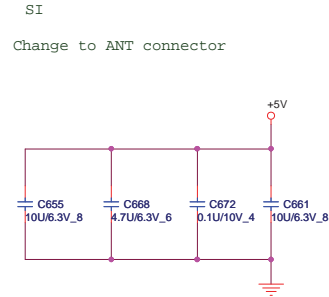 SI
Change to ANT connector
+5V
C655
10U/6.3V_8
C668
4.7U/6.3V_6
C672
0.1U/10V_4
C661
10U/6.3V_8